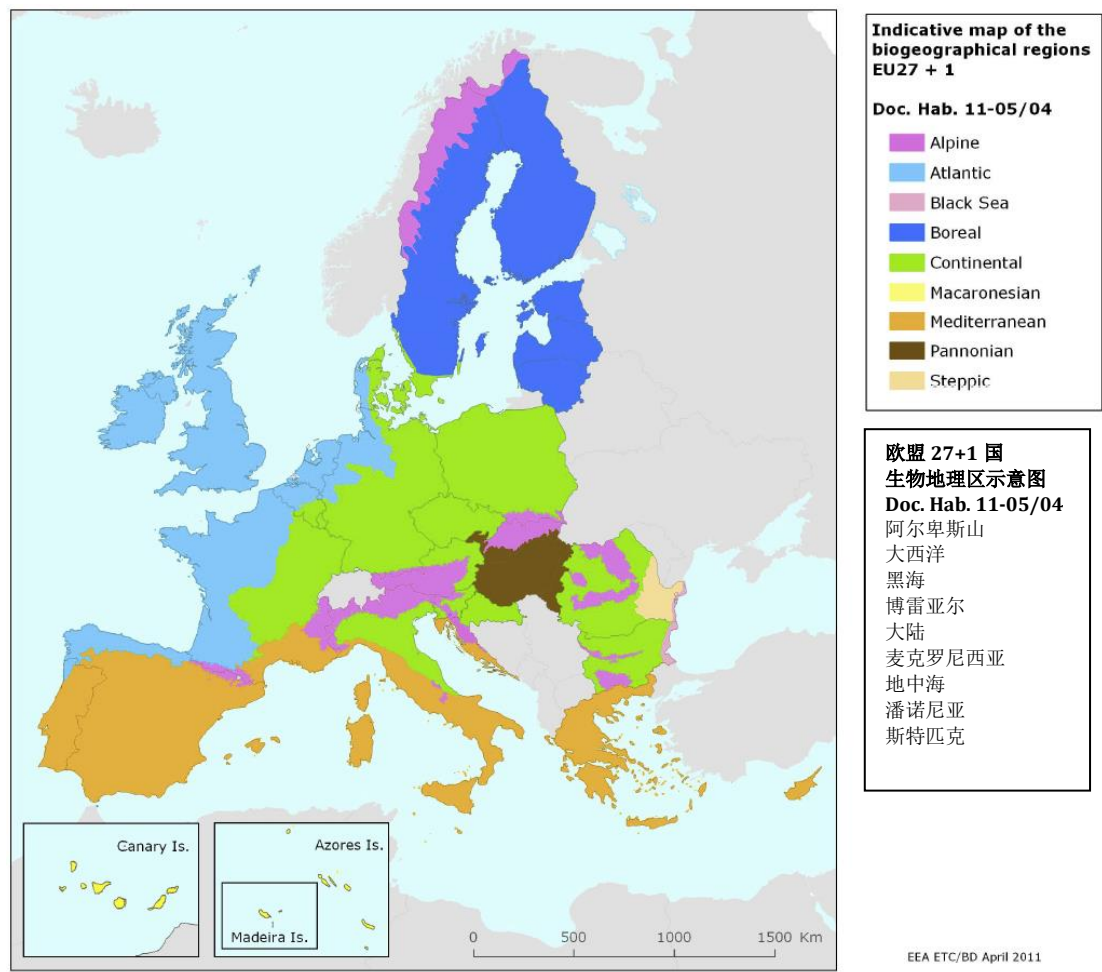 Indicative map of the
biogeographical regions
EU27 + 1
Doc. Hab. 11-05/04
Alpine
Atlantic
Black Sea
Boreal
Continental
Macaronesian
Mediterranean
Pannonian
Steppic
欧盟 27+1 国
生物地理区示意图
Doc. Hab. 11-05/04
阿尔卑斯山
大西洋
黑海
博雷亚尔
大陆
麦克罗尼西亚
地中海
潘诺尼亚
斯特匹克
Canary Is.
Azores Is.
Madeira Is.
0 500 1000 1500 Km
EEA ETC/BD April 2011